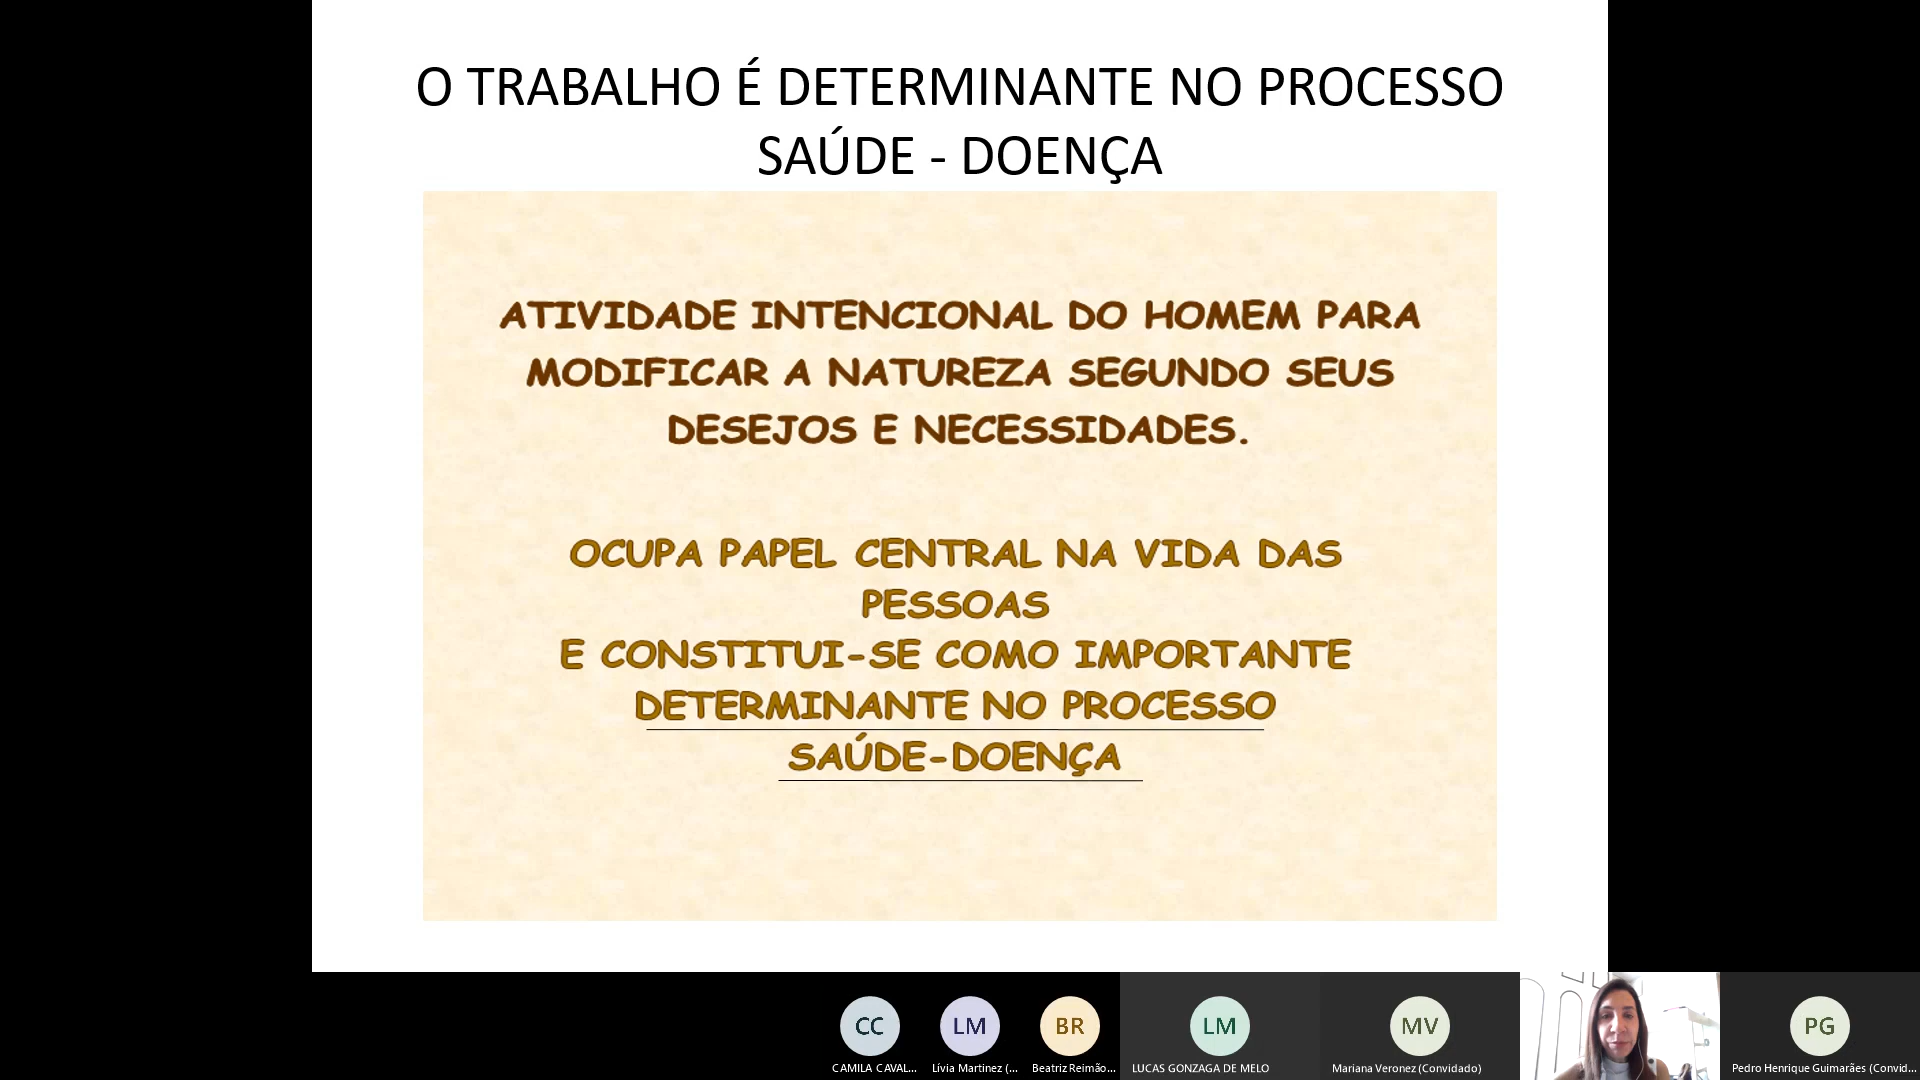 O TRABALHO É DETERMINANTE NO PROCESSO
SAÚDE - DOENÇA
ATIVIDADE INTENCIONAL DO HOMEM PARA
MODIFICAR A NATUREZA SEGUNDO SEUS
DESEJOS E NECESSIDADES.
OCUPA PAPEL CENTRAL NA VIDA DAS
PESSOAS
E CONSTITUI-SE COMO IMPORTANTE
DETERMINANTE NO PROCESSO
SAÚDE-DOENÇA
CC
LM
BR
LM
MV
PG
CAMILA CAVAL...
Lívia Martinez (...
Beatriz Reimão...
LUCAS GONZAGA DE MELO
Mariana Veronez (Convidado)
Pedro Henrique Guimarães (Convid...